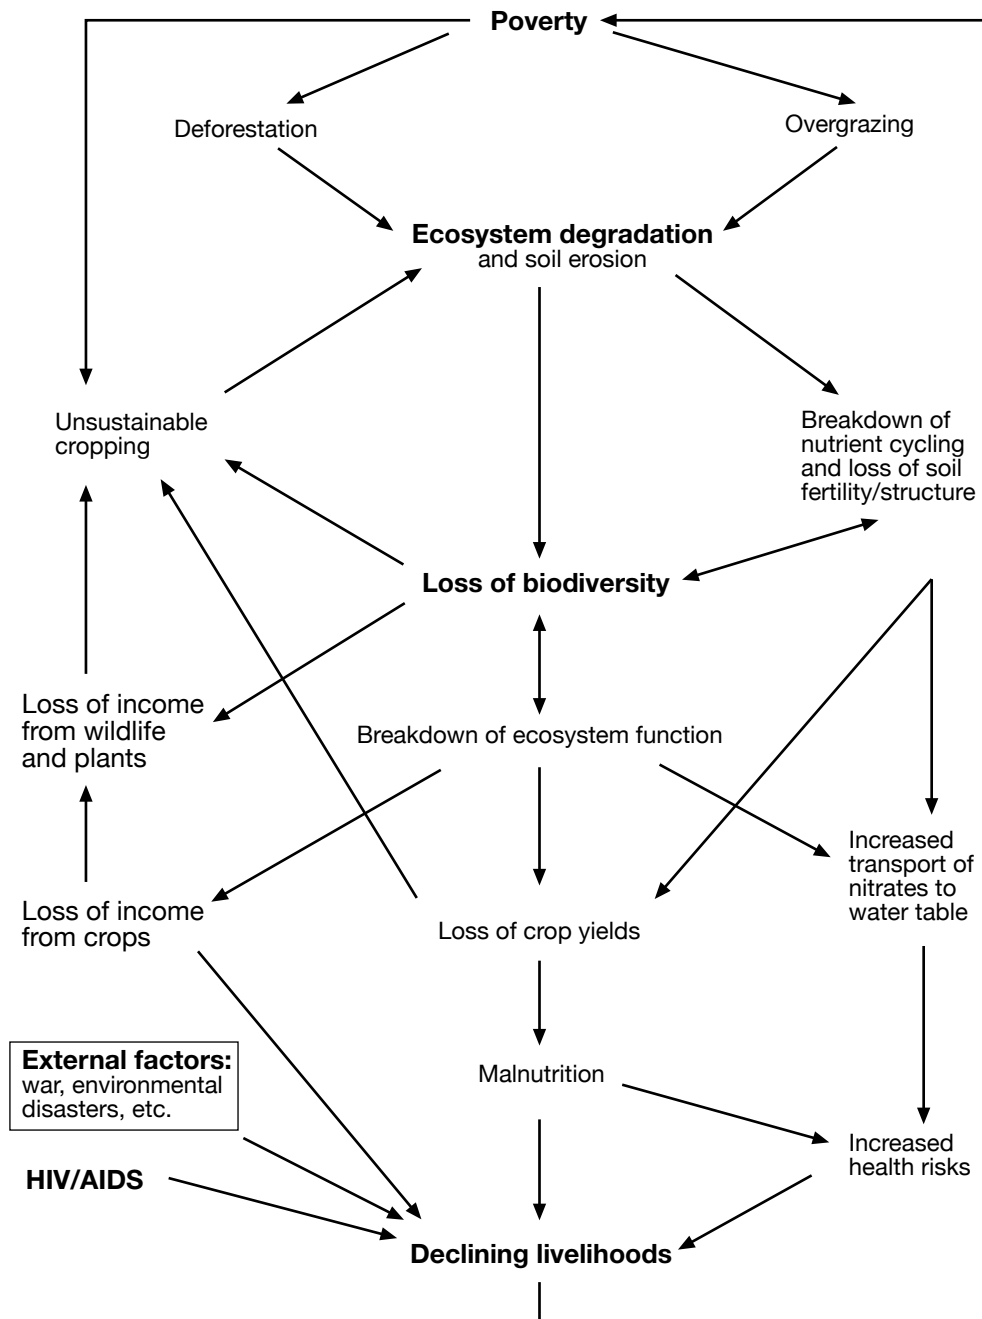 Poverty
Deforestation
Overgrazing
Ecosystem degradation
and soil erosion
Unsustainable
cropping
Breakdown of
nutrient cycling
and loss of soil
fertility/structure
Loss of biodiversity
Loss of income
from wildlife
and plants
Breakdown of ecosystem function
Increased
transport of
nitrates to
water table
Loss of income
from crops
Loss of crop yields
External factors:
war, environmental
disasters, etc.
Malnutrition
Increased
health risks
HIV/AIDS
Declining livelihoods